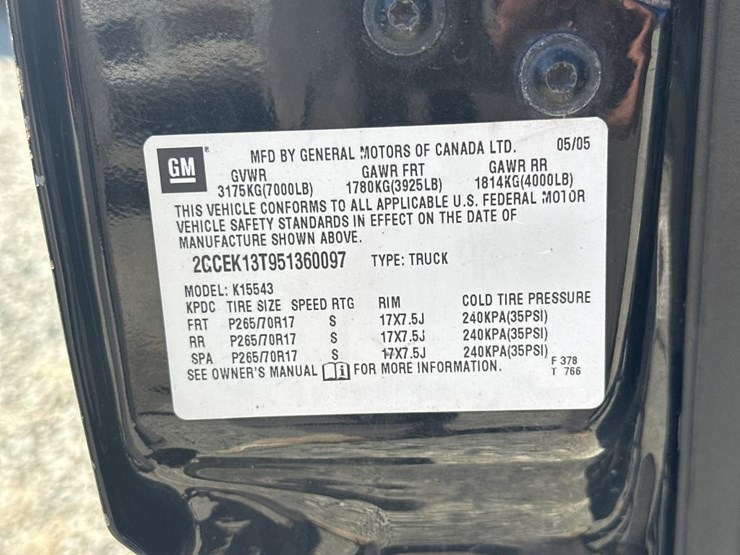 GM
MFD BY GENERAL MOTORS OF CANADA LTD. 05/05
GVWR GAWR FRT GAWR RR
3175KG(7000LB) 1780KG(3925LB) 1814KG(4000LB)
THIS VEHICLE CONFORMS TO ALL APPLICABLE U.S. FEDERAL MOTOR
VEHICLE SAFETY STANDARDS IN EFFECT ON THE DATE OF
MANUFACTURE SHOWN ABOVE.
2GCEK13T951360097 TYPE: TRUCK
MODEL: K15543
KPDC TIRE SIZE SPEED RTG RIM COLD TIRE PRESSURE
FRT P265/70R17 S 17X7.5J 240KPA(35PSI)
RR P265/70R17 S 17X7.5J 240KPA(35PSI)
SPA P265/70R17 S 17X7.5J 240KPA(35PSI)
SEE OWNER'S MANUAL i FOR MORE INFORMATION.
F 378
T 766